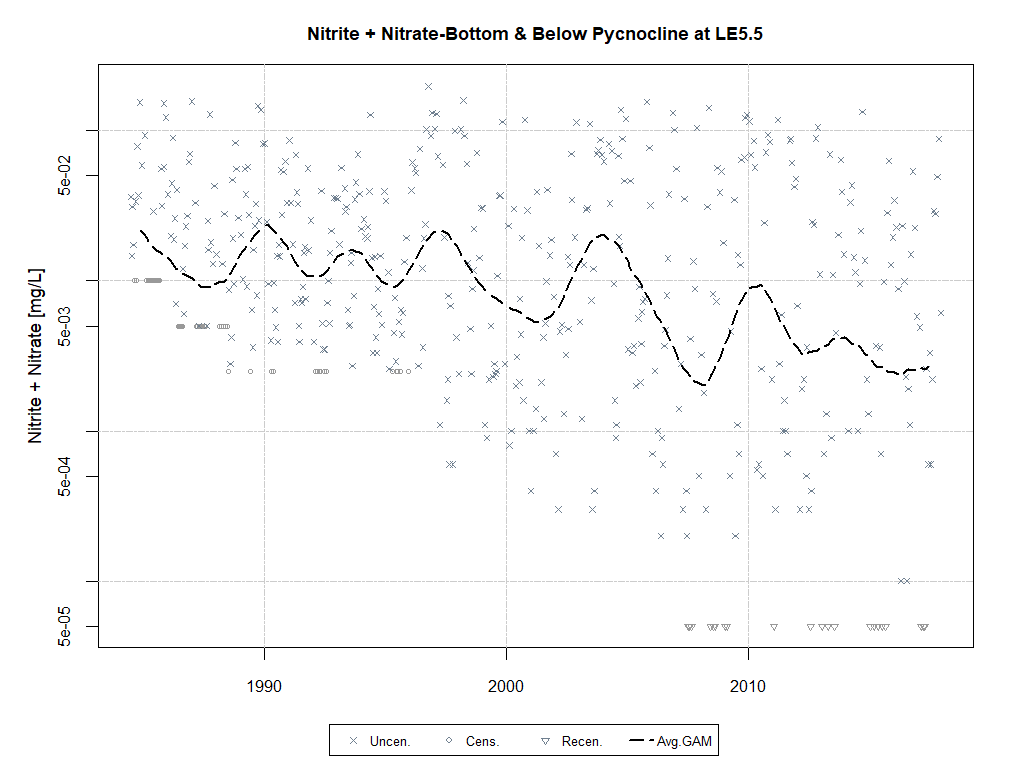 Nitrite + Nitrate-Bottom & Below Pycnocline at LE5.5
Nitrite + Nitrate [mg/L]
5e-02
5e-03
5e-04
5e-05
1990 2000 2010
Uncen. Cens. Recen. Avg.GAM